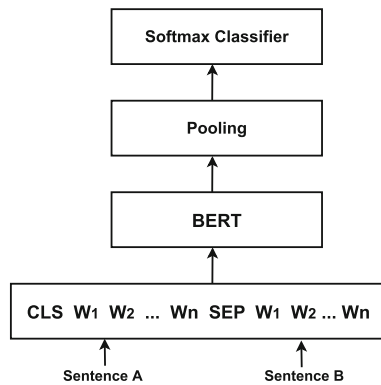 Softmax Classifier
Pooling
BERT
CLS W1 W2 ... Wn SEP W1 W2 ... Wn
Sentence A Sentence B